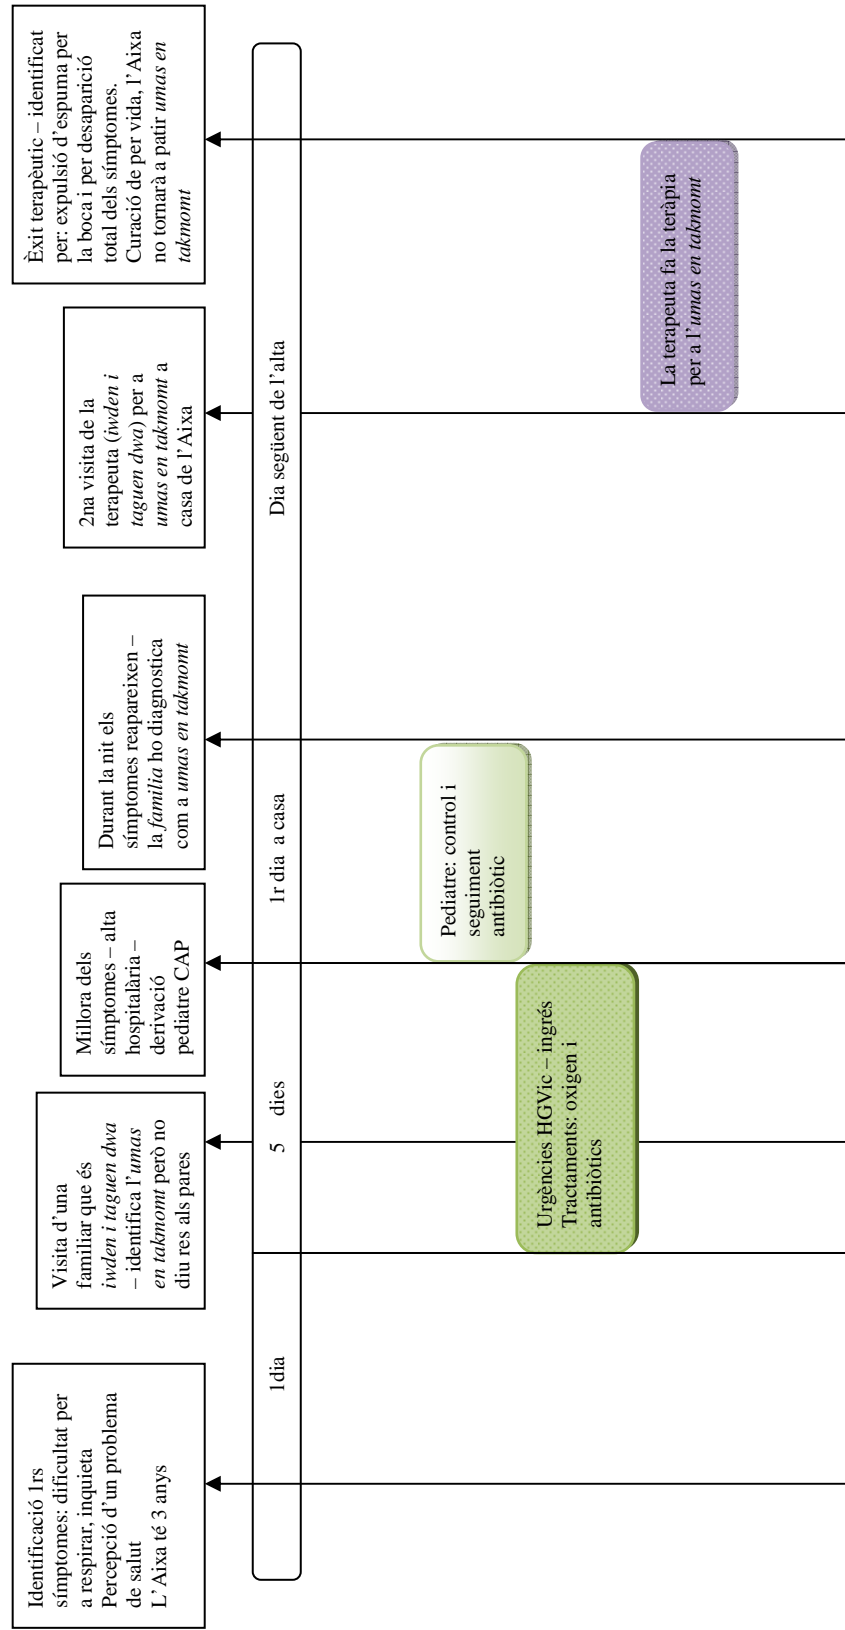 Identificació 1rs
símptomes: dificultat per
a respirar, inquieta
Percepció d'un problema
de salut
L'Aixa té 3 anys
Visita d'una
familiar que és
iwden i taguen dwa
– identifica l'umas
en takmomt però no
diu res als pares
Millora dels
símptomes – alta
hospitalària –
derivació
pediatre CAP
Durant la nit els
símptomes reapareixen –
la familia ho diagnostica
com a umas en takmomt
2na visita de la
terapeuta (iwden i
taguen dwa) per a
umas en takmomt a
casa de l'Aixa
Èxit terapèutic – identificat
per: expulsió d'espuma per
la boca i per desaparició
total dels símptomes.
Curació de per vida, l'Aixa
no tornarà a patir umas en
takmomt
1dia
5 dies
1r dia a casa
Dia següent de l'alta
Pediatre: control i
seguiment
antibiòtic
Urgències HGVic – ingrés
Tractaments: oxigen i
antibiòtics
La terapeuta fa la teràpia
per a l'umas en takmomt